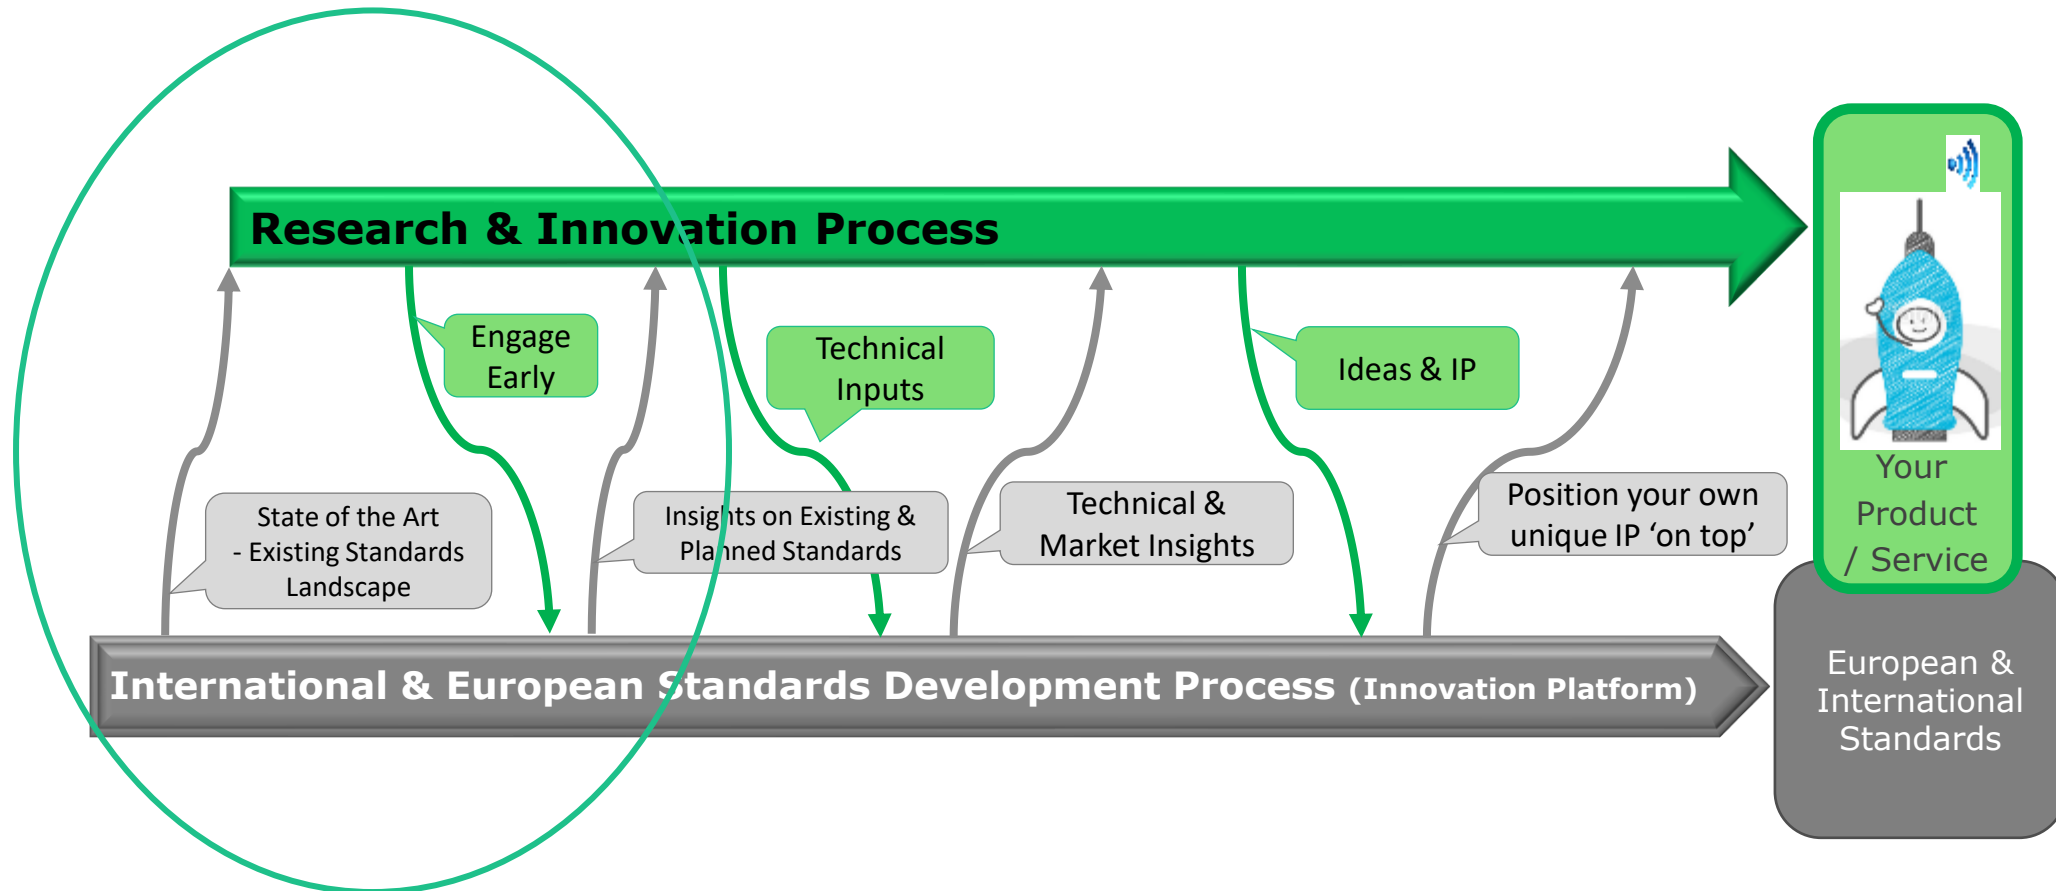 Research & Innovation Process
Engage
Early
Technical
Inputs
Ideas & IP
State of the Art
- Existing Standards
Landscape
Insights on Existing &
Planned Standards
Technical &
Market Insights
Position your own
unique IP ‘on top’
International & European Standards Development Process (Innovation Platform)
Your
Product
/ Service
European &
International
Standards